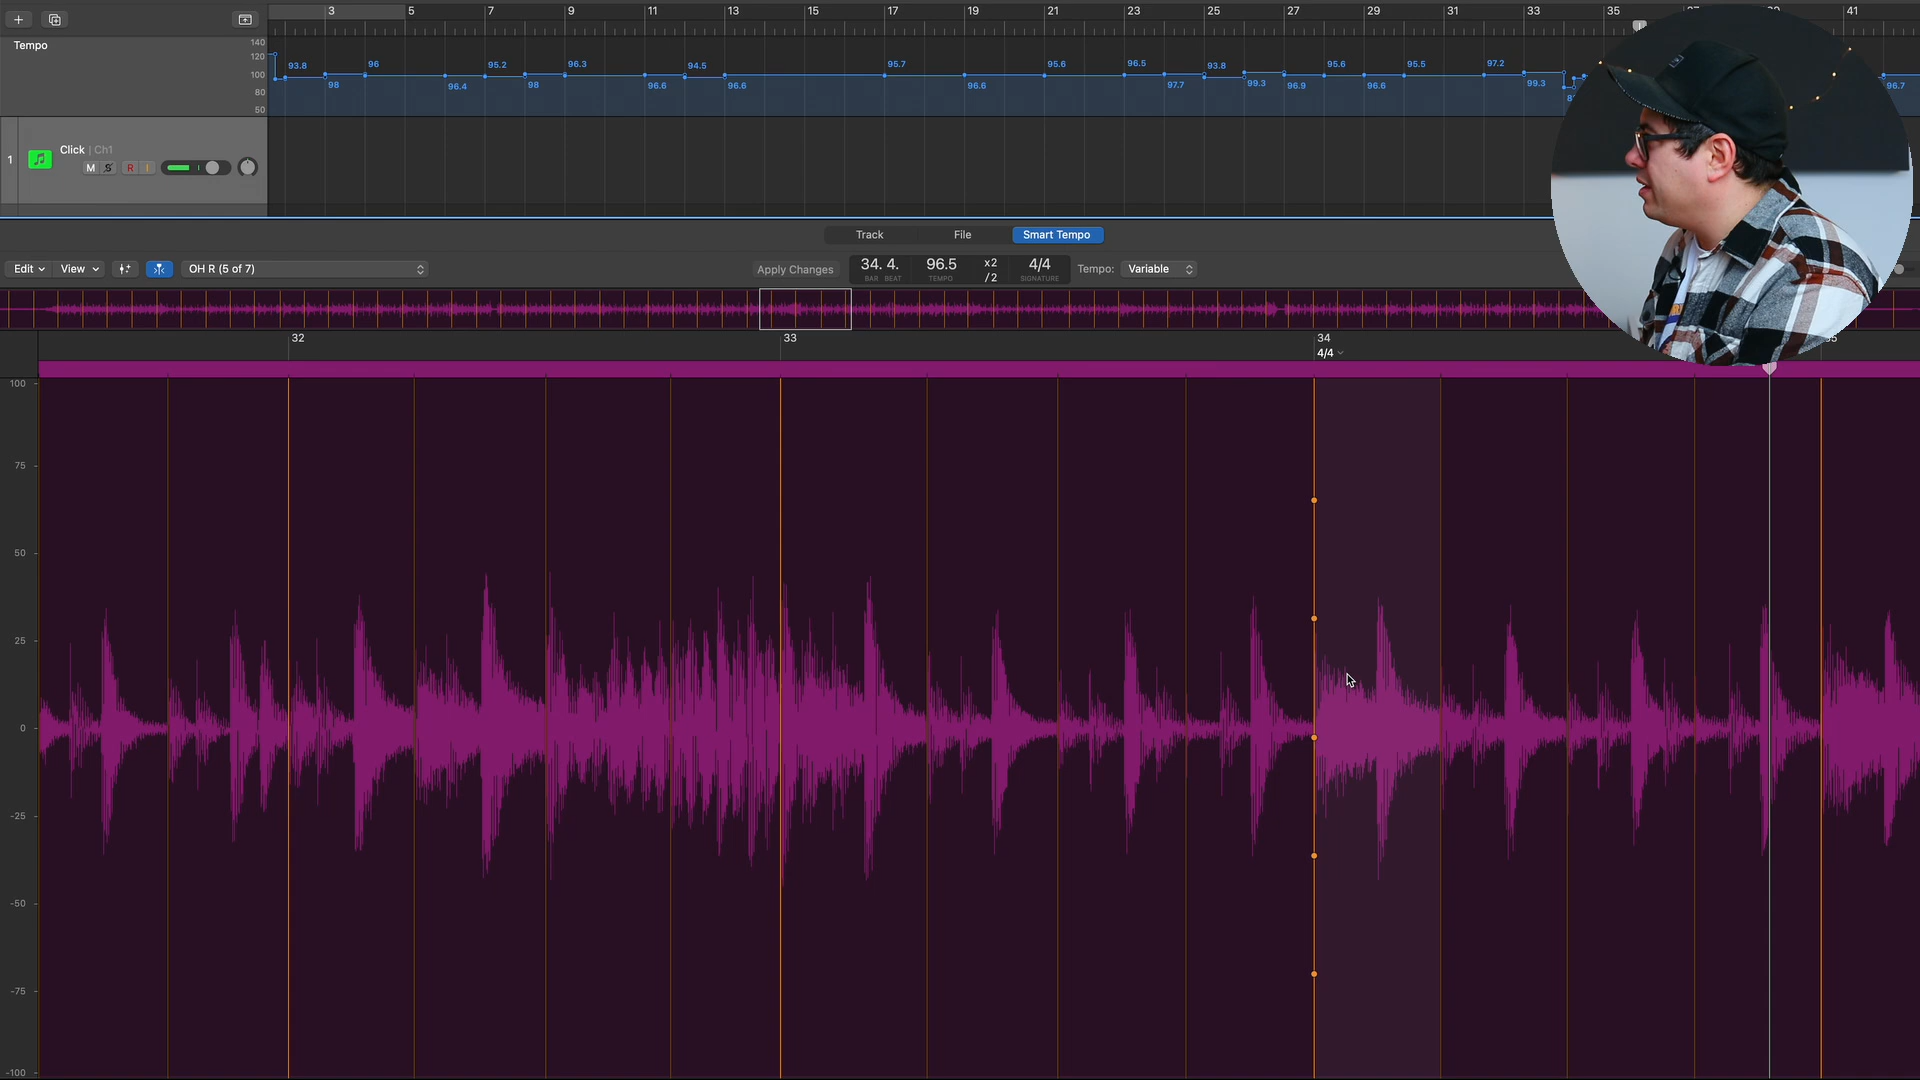 3 5 7 9 11 13 15 17 19 21 23 25 27 29 31 33 35 41
Tempo
140
120
100
80
50
93.8 96 95.2 96.3 94.5 95.7 95.6 96.5 93.8 95.6 95.5 97.2
98 96.4 98 96.6 96.6 96.6 97.7 99.3 96.9 96.6 99.3 96.7
1
Click | Ch1
M S R I
Track File Smart Tempo
Edit View OH R (5 of 7) Apply Changes 34. 4. 96.5 x2 4/4 Tempo: Variable
BAR BEAT TEMPO /2 SIGNATURE
32 33 34
4/4
100
75
50
25
0
-25
-50
-75
-100